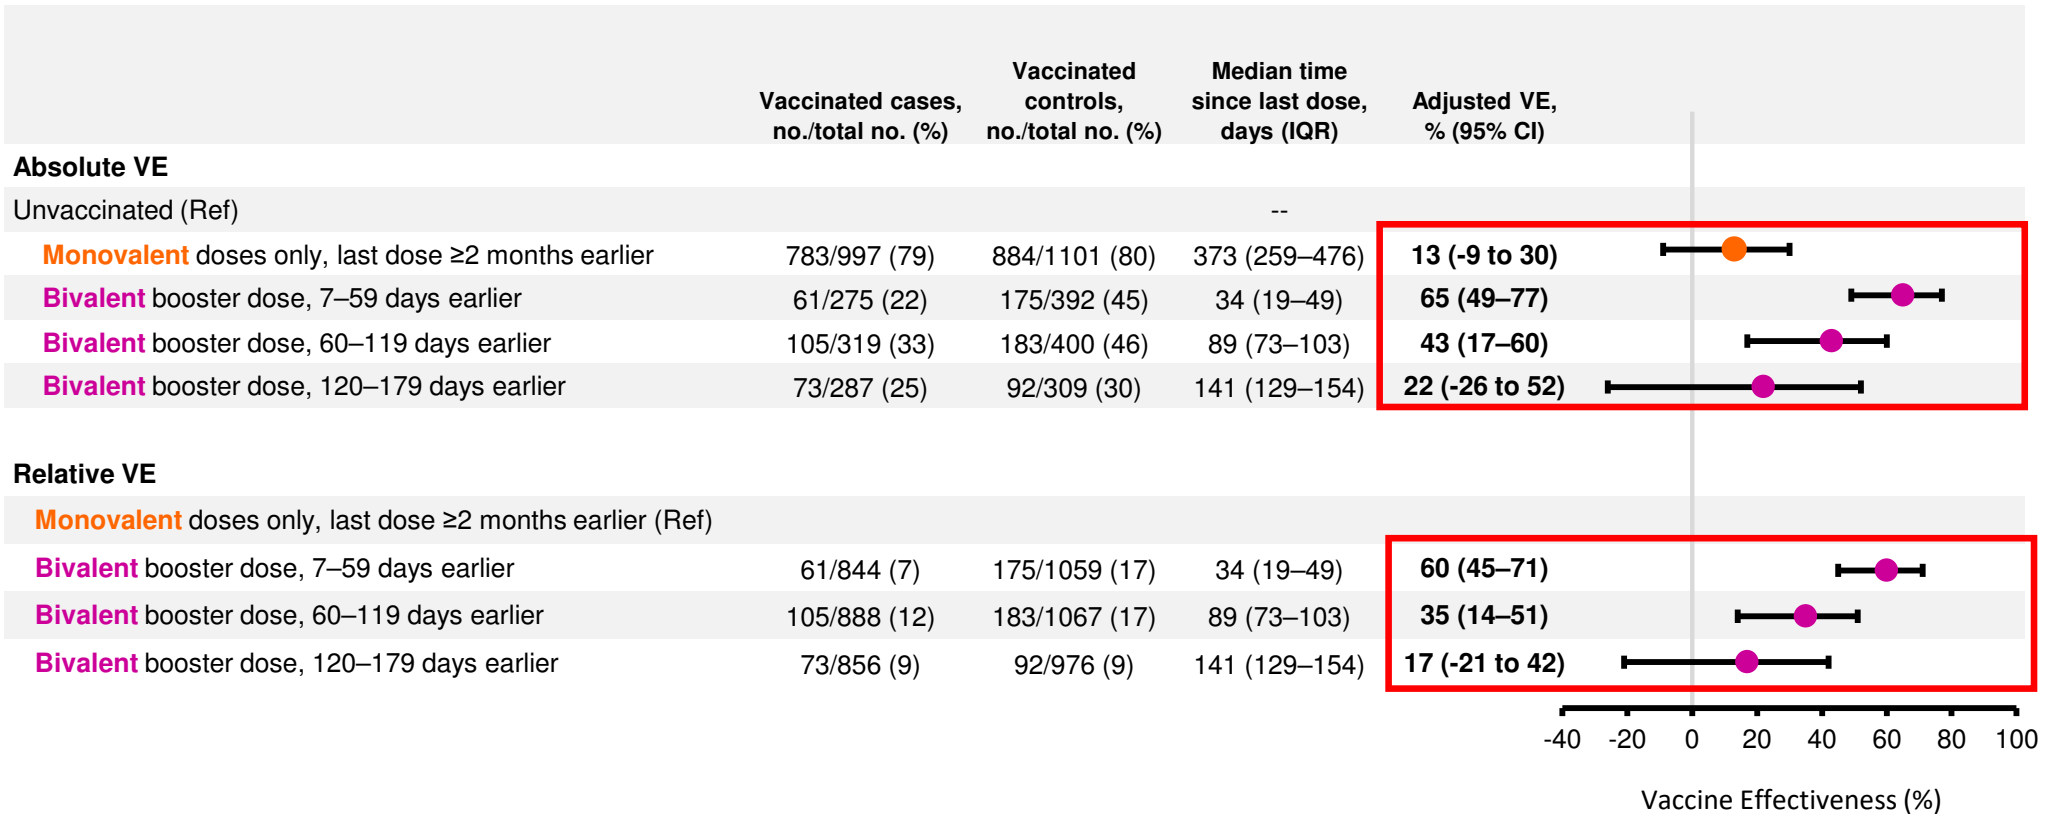 Vaccinated cases, no./total no. (%)
Vaccinated controls, no./total no. (%)
Median time since last dose, days (IQR)
Adjusted VE, % (95% CI)
Absolute VE
Unvaccinated (Ref) --
Monovalent doses only, last dose ≥2 months earlier 783/997 (79) 884/1101 (80) 373 (259–476) 13 (-9 to 30)
Bivalent booster dose, 7–59 days earlier 61/275 (22) 175/392 (45) 34 (19–49) 65 (49–77)
Bivalent booster dose, 60–119 days earlier 105/319 (33) 183/400 (46) 89 (73–103) 43 (17–60)
Bivalent booster dose, 120–179 days earlier 73/287 (25) 92/309 (30) 141 (129–154) 22 (-26 to 52)
Relative VE
Monovalent doses only, last dose ≥2 months earlier (Ref)
Bivalent booster dose, 7–59 days earlier 61/844 (7) 175/1059 (17) 34 (19–49) 60 (45–71)
Bivalent booster dose, 60–119 days earlier 105/888 (12) 183/1067 (17) 89 (73–103) 35 (14–51)
Bivalent booster dose, 120–179 days earlier 73/856 (9) 92/976 (9) 141 (129–154) 17 (-21 to 42)
-40 -20 0 20 40 60 80 100
Vaccine Effectiveness (%)